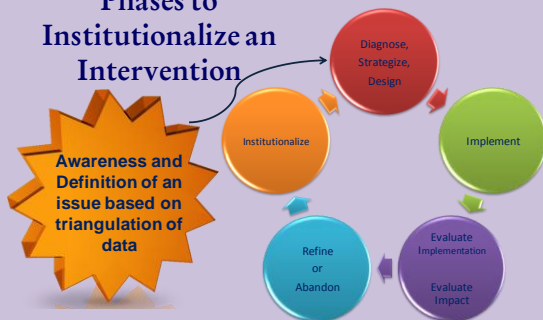 Phases to
Institutionalize an
Intervention
Awareness and
Definition of an
issue based on
triangulation of
data
Diagnose,
Strategize,
Design
Implement
Evaluate
Implementation
Evaluate
Impact
Refine
or
Abandon
Institutionalize